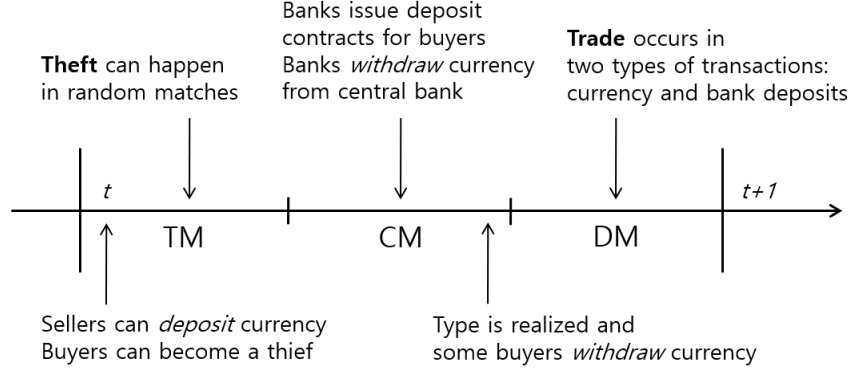 Banks issue deposit
contracts for buyers
Banks withdraw currency
from central bank
Theft can happen
in random matches
Trade occurs in
two types of transactions:
currency and bank deposits
t
t+1
TM
CM
DM
Sellers can deposit currency
Buyers can become a thief
Type is realized and
some buyers withdraw currency